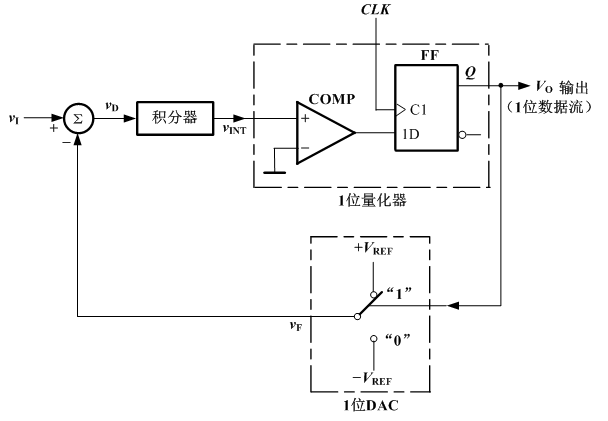 CLK
FF
Q
COMP
C1
1D
+
−
vI
+
−
Σ
vD
积分器
vINT
VO 输出
（1位数据流）
1位量化器
+VREF
“1”
vF
“0”
−VREF
1位DAC